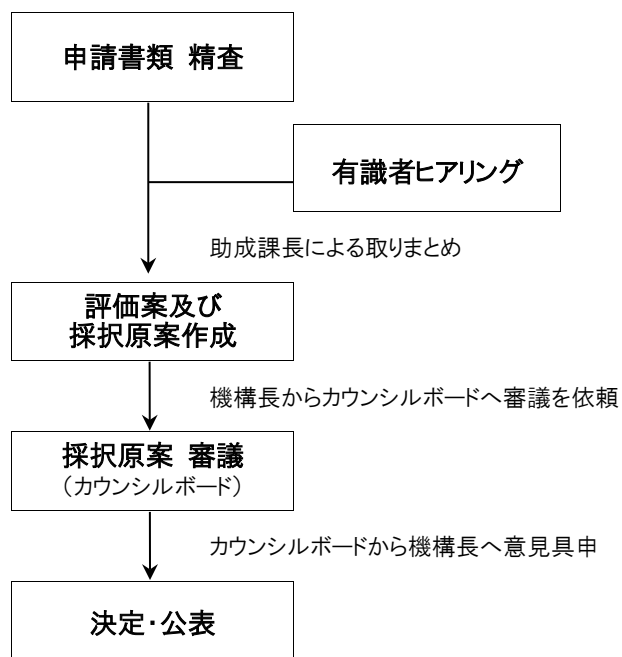 申請書類 精査
有識者ヒアリング
助成課長による取りまとめ
評価案及び
採択原案作成
機構長からカウンシルボードへ審議を依頼
採択原案 審議
（カウンシルボード）
カウンシルボードから機構長へ意見具申
決定・公表